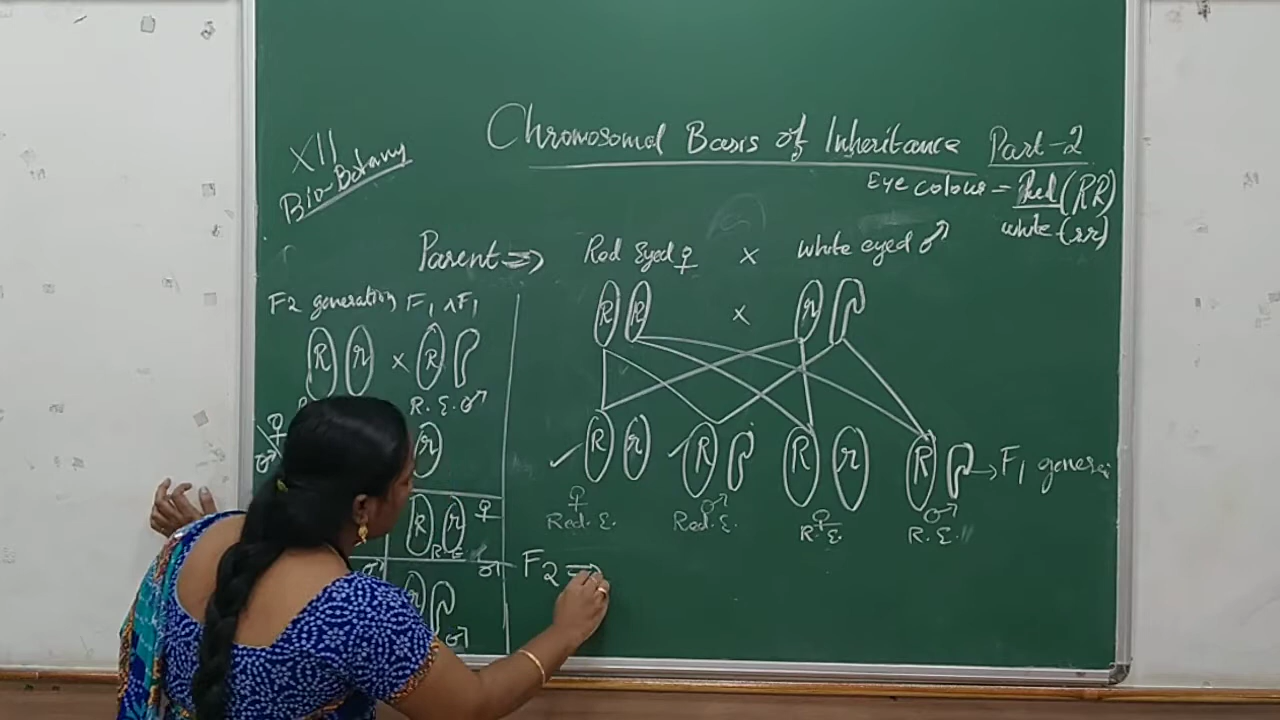 XII
Bio-Botany
Chromosomal Basis of Inheritance Part-2
Eye colour = Red (RR)
white (rr)
Parent ⇒ Red Eyed ♀ × white eyed ♂
R R × r
F2 generation F1 × F1
R r × R
R. E. ♂
♀
♂
r
R r ♀
R E
♂
♂
R r R R r R → F1 genera
♀ ♂ ♀ ♂
Red. E. Red. E. R. E. R. E.
F2 ⇒